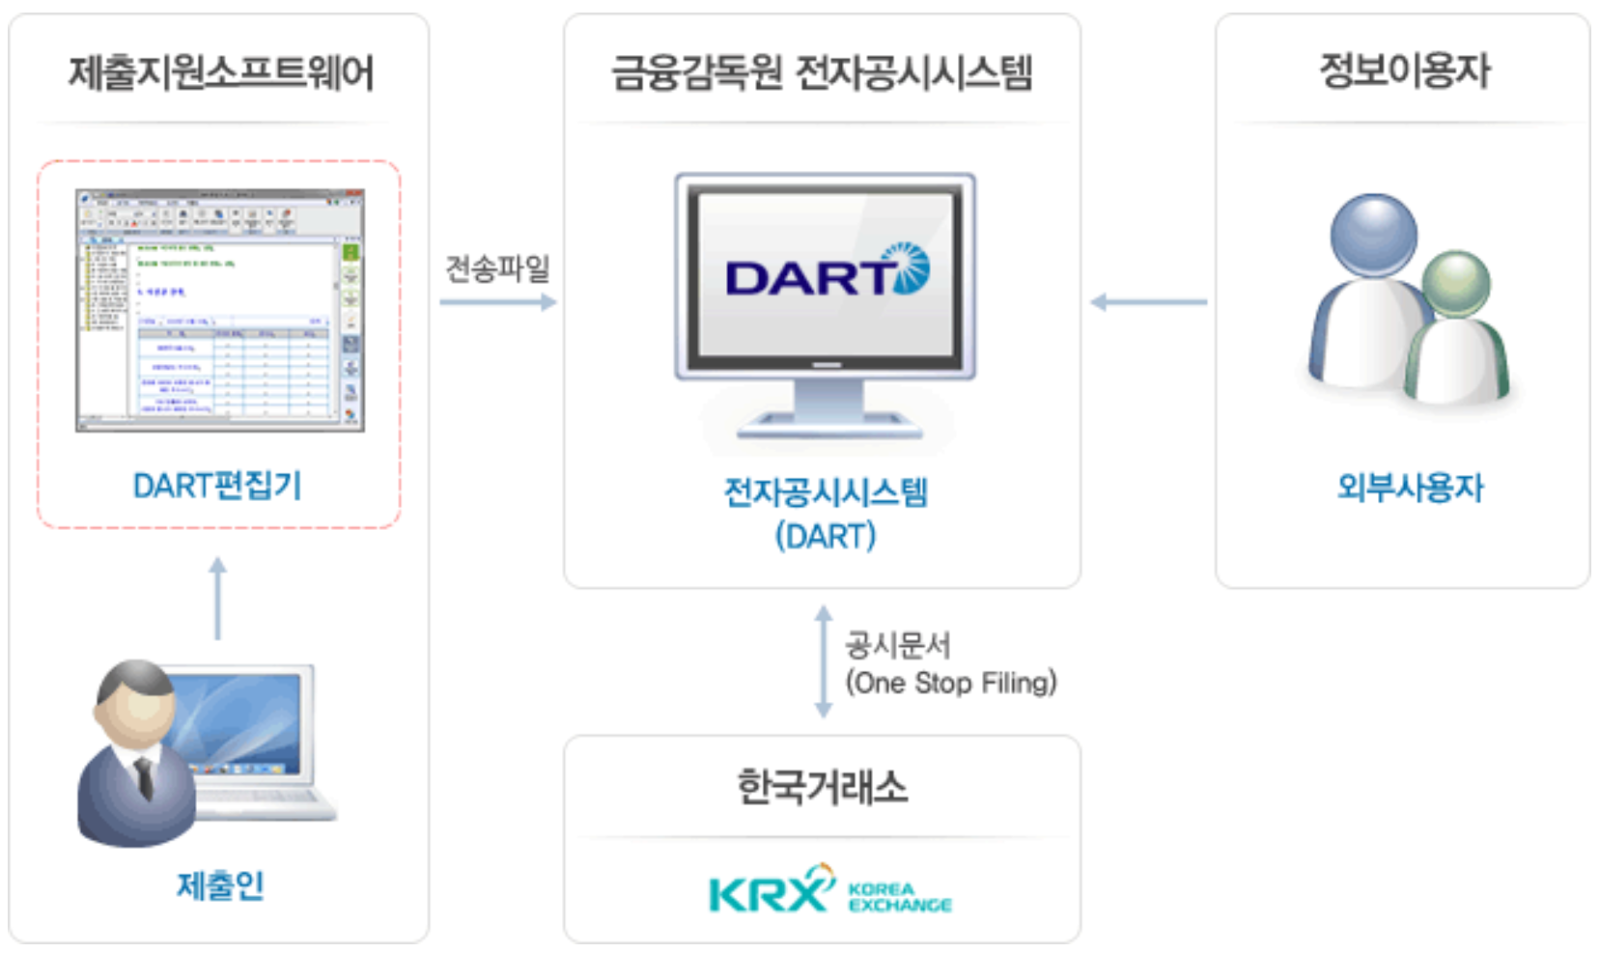 제출지원소프트웨어
DART편집기
제출인
전송파일
금융감독원 전자공시시스템
DART
전자공시시스템
(DART)
공시문서
(One Stop Filing)
한국거래소
KRX KOREA
EXCHANGE
정보이용자
외부사용자